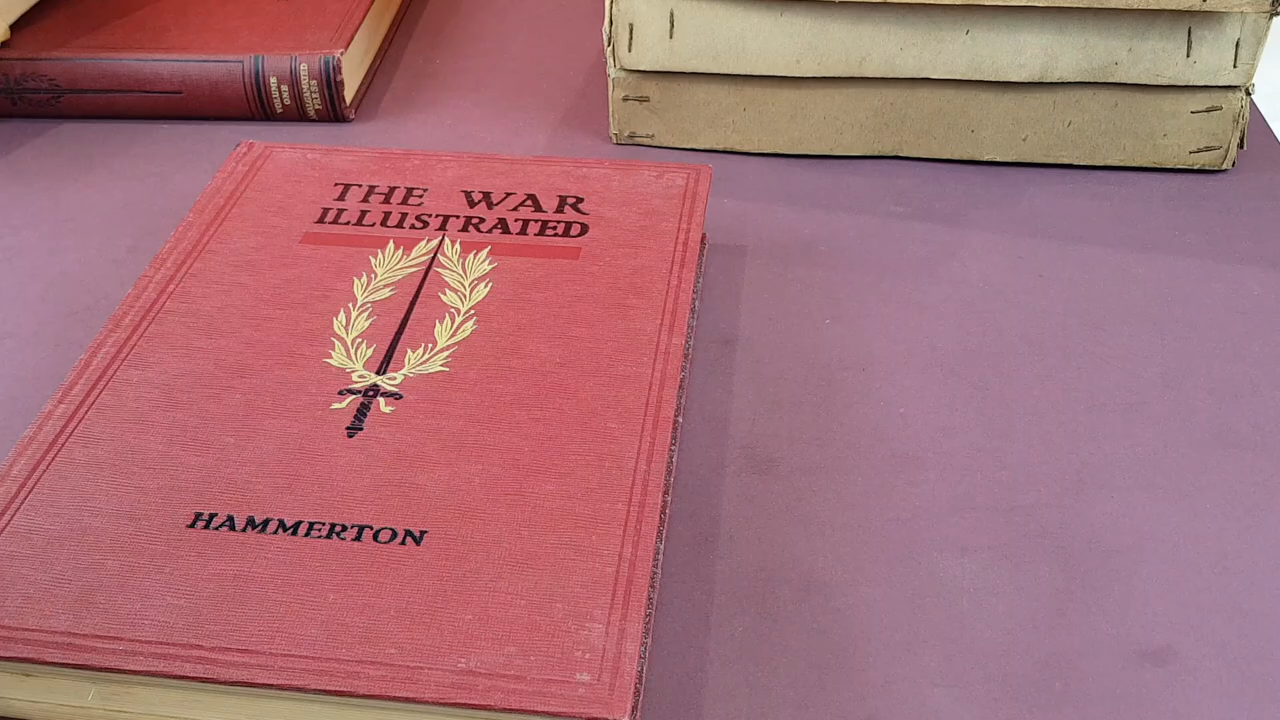 VOLUME
ONE
AMALGAMATED
PRESS
THE WAR
ILLUSTRATED
HAMMERTON